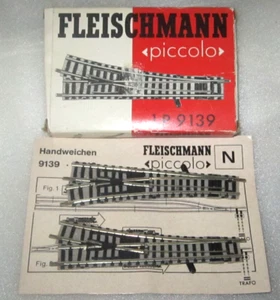 FLEISCHMANN
«piccolo»
9139
Handweichen
9139
FLEISCHMANN
«piccolo»
N
Fig. 1
Fig.
TRAFO